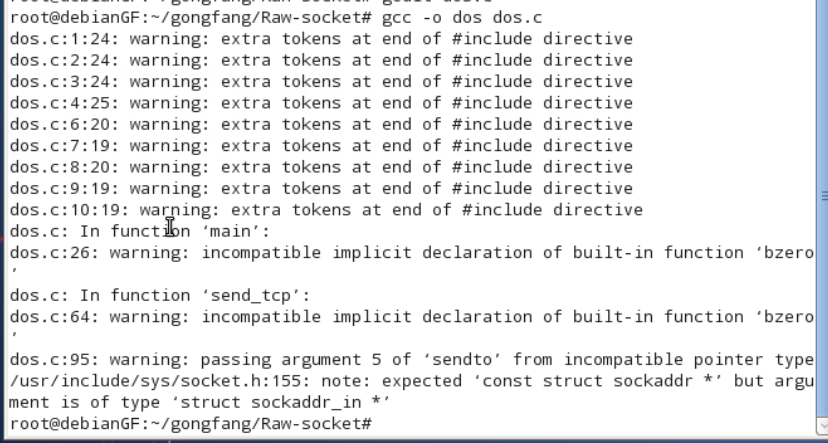 root@debianGF:~/gongfang/Raw-socket# gcc -o dos dos.c
dos.c:1:24: warning: extra tokens at end of #include directive
dos.c:2:24: warning: extra tokens at end of #include directive
dos.c:3:24: warning: extra tokens at end of #include directive
dos.c:4:25: warning: extra tokens at end of #include directive
dos.c:6:20: warning: extra tokens at end of #include directive
dos.c:7:19: warning: extra tokens at end of #include directive
dos.c:8:20: warning: extra tokens at end of #include directive
dos.c:9:19: warning: extra tokens at end of #include directive
dos.c:10:19: warning: extra tokens at end of #include directive
dos.c: In function ‘main’:
dos.c:26: warning: incompatible implicit declaration of built-in function ‘bzero
’
dos.c: In function ‘send_tcp’:
dos.c:64: warning: incompatible implicit declaration of built-in function ‘bzero
’
dos.c:95: warning: passing argument 5 of ‘sendto’ from incompatible pointer type
/usr/include/sys/socket.h:155: note: expected ‘const struct sockaddr *’ but argu
ment is of type ‘struct sockaddr_in *’
root@debianGF:~/gongfang/Raw-socket#